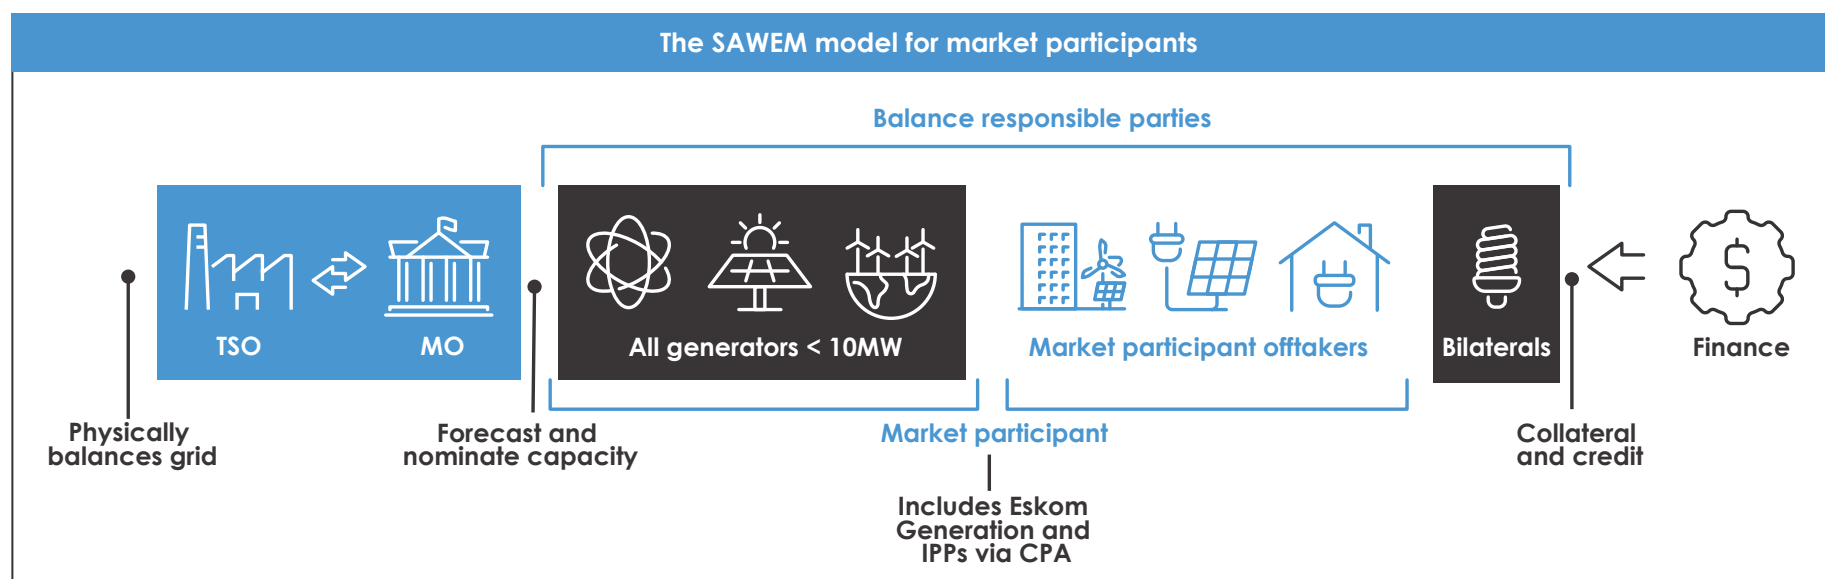 The SAWEM model for market participants
Balance responsible parties
TSO
MO
All generators < 10MW
Market participant offtakers
Bilaterals
$
Finance
Physically
balances grid
Forecast and
nominate capacity
Market participant
Collateral
and credit
Includes Eskom
Generation and
IPPs via CPA